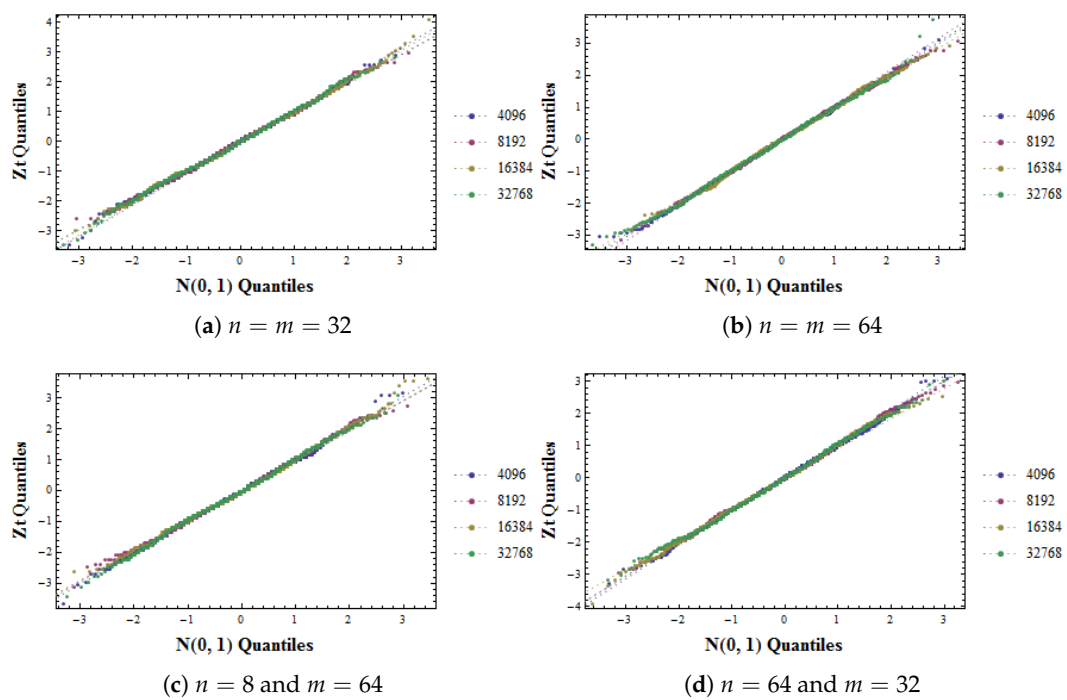 4
3
2
1
0
−1
−2
−3
Zt Quantiles
−3 −2 −1 0 1 2 3
N(0, 1) Quantiles
4096
8192
16384
32768
(a) n = m = 32
4
3
2
1
0
−1
−2
−3
Zt Quantiles
−3 −2 −1 0 1 2 3
N(0, 1) Quantiles
4096
8192
16384
32768
(b) n = m = 64
3
2
1
0
−1
−2
−3
Zt Quantiles
−3 −2 −1 0 1 2 3
N(0, 1) Quantiles
4096
8192
16384
32768
(c) n = 8 and m = 64
3
2
1
0
−1
−2
−3
−4
Zt Quantiles
−3 −2 −1 0 1 2 3
N(0, 1) Quantiles
4096
8192
16384
32768
(d) n = 64 and m = 32